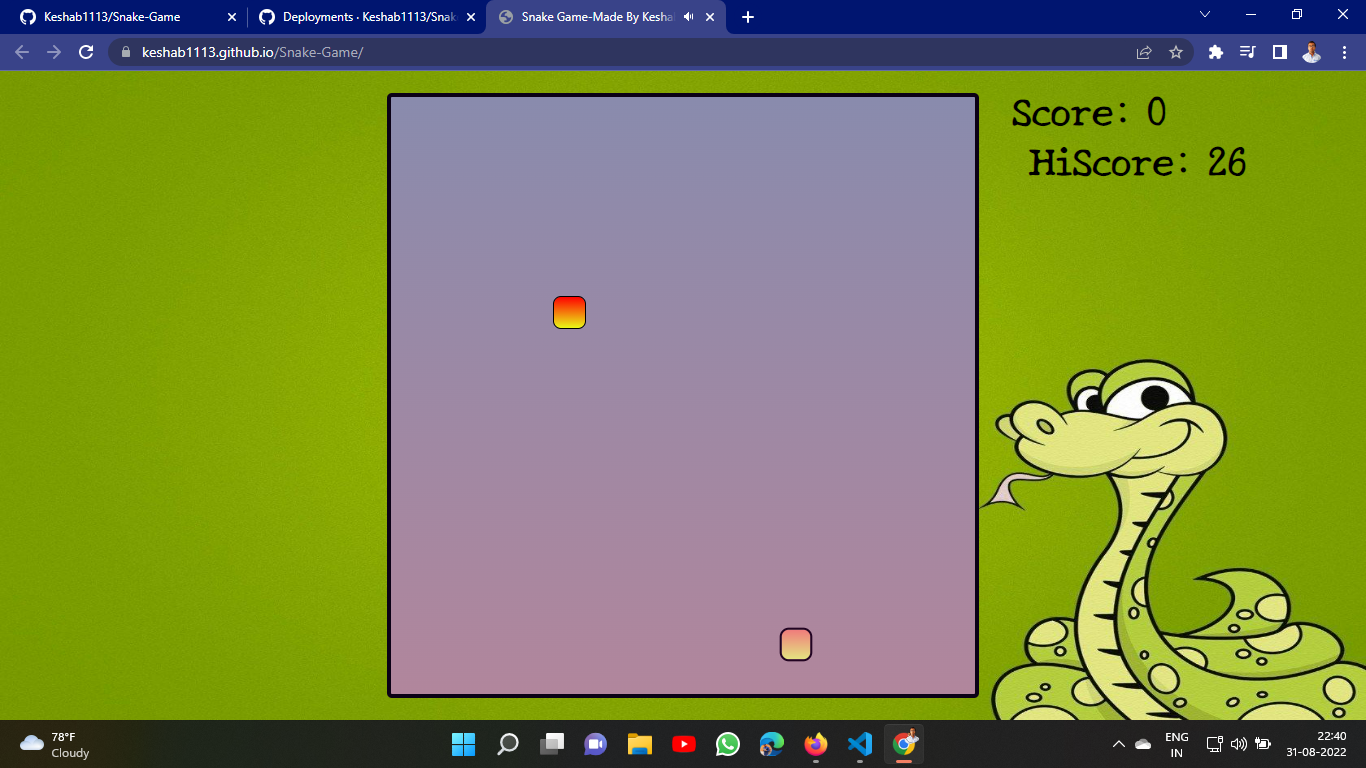 Keshab1113/Snake-Game
Deployments · Keshab1113/Snak
Snake Game-Made By Kesha
keshab1113.github.io/Snake-Game/
Score: 0
HiScore: 26
78°F
Cloudy
ENG
IN
22:40
31-08-2022